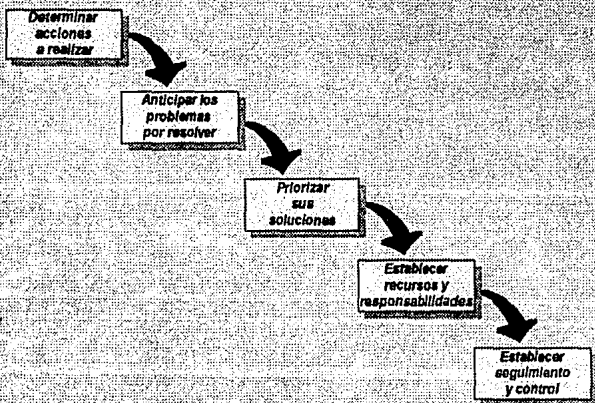 Determinar
acciones
a realizar
Anticipar los
problemas
por resolver
Priorizar
sus
soluciones
Establecer
recursos y
responsabilidades
Establecer
seguimiento
y control